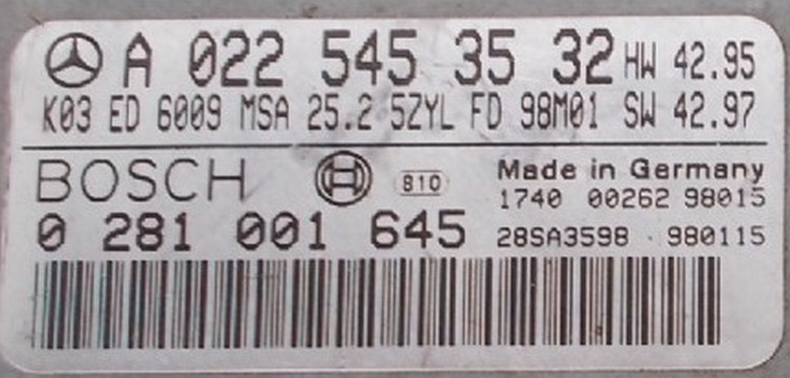 A 022 545 35 32 HW 42.95
K03 ED 6009 MSA 25.2 5ZYL FD 98M01 SW 42.97
BOSCH 810 Made in Germany
1740 00262 98015
0 281 001 645 28SA3598 · 980115